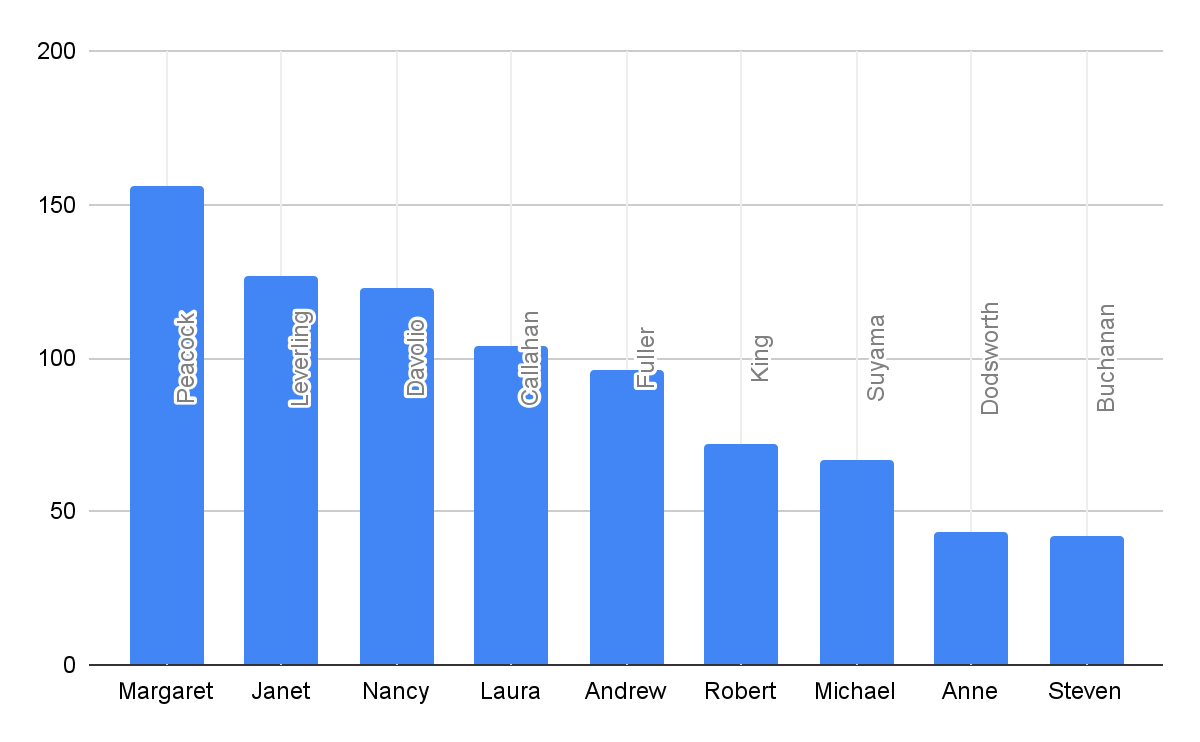 200
150
100
50
0
Peacock
Leverling
Davolio
Callahan
Fuller
King
Suyama
Dodsworth
Buchanan
Margaret Janet Nancy Laura Andrew Robert Michael Anne Steven